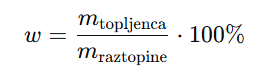 w = m_topljenca / m_raztopine · 100%